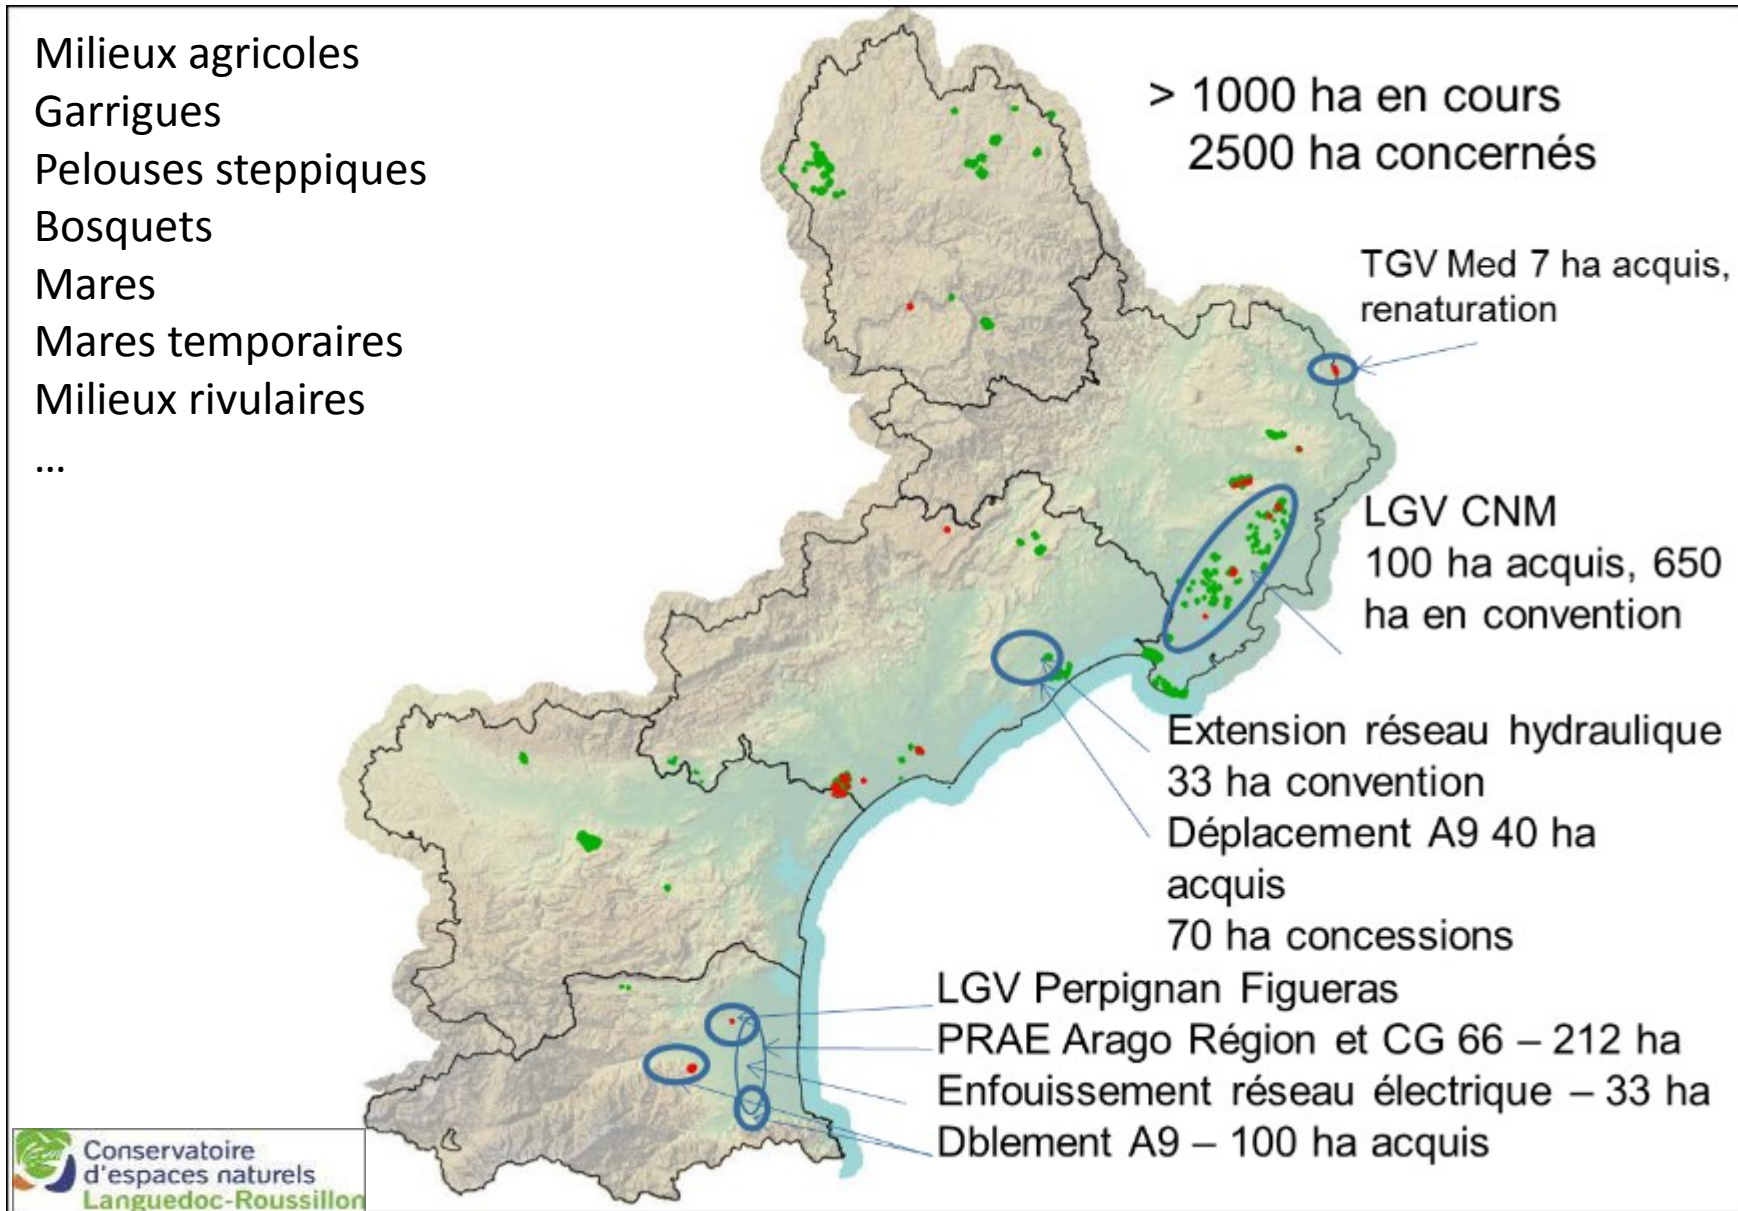 Milieux agricoles
Garrigues
Pelouses steppiques
Bosquets
Mares
Mares temporaires
Milieux rivulaires
...
> 1000 ha en cours
2500 ha concernés
TGV Med 7 ha acquis,
renaturation
LGV CNM
100 ha acquis, 650
ha en convention
Extension réseau hydraulique
33 ha convention
Déplacement A9 40 ha
acquis
70 ha concessions
LGV Perpignan Figueras
PRAE Arago Région et CG 66 – 212 ha
Enfouissement réseau électrique – 33 ha
Dblement A9 – 100 ha acquis
Conservatoire
d'espaces naturels
Languedoc-Roussillon